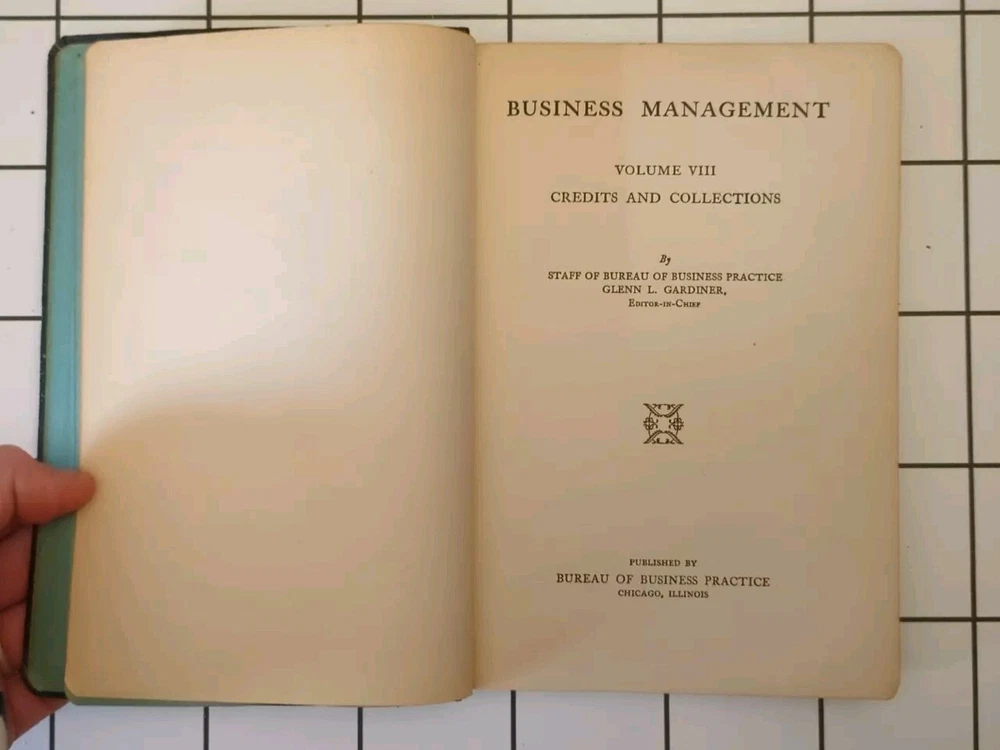 BUSINESS MANAGEMENT
VOLUME VIII
CREDITS AND COLLECTIONS
By
STAFF OF BUREAU OF BUSINESS PRACTICE
GLENN L. GARDINER,
Editor-in-Chief
PUBLISHED BY
BUREAU OF BUSINESS PRACTICE
CHICAGO, ILLINOIS